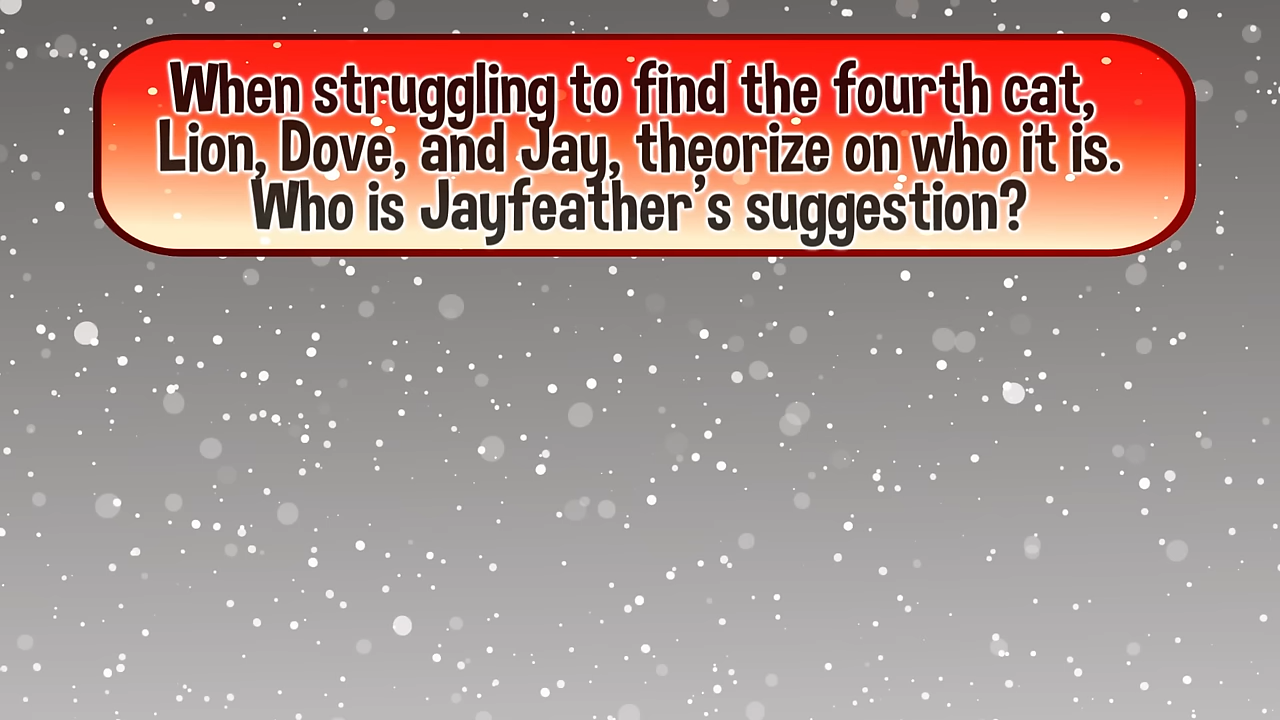 When struggling to find the fourth cat,
Lion, Dove, and Jay, theorize on who it is.
Who is Jayfeather's suggestion?